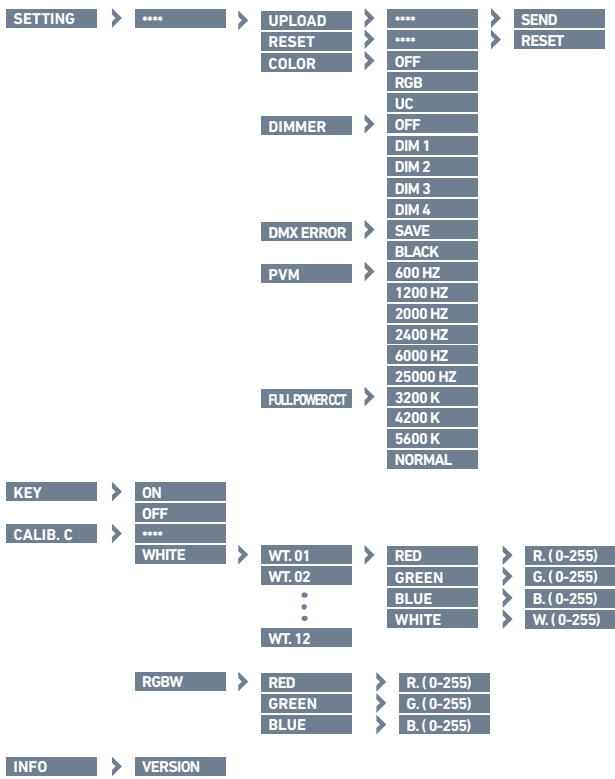 SETTING **** UPLOAD **** SEND
RESET **** RESET
COLOR OFF
RGB
UC
DIMMER OFF
DIM 1
DIM 2
DIM 3
DIM 4
DMX ERROR SAVE
BLACK
PVM 600 HZ
1200 HZ
2000 HZ
2400 HZ
6000 HZ
25000 HZ
FULL POWER CCT 3200 K
4200 K
5600 K
NORMAL
KEY ON
OFF
CALIB. C ****
WHITE WT. 01 RED R. ( 0-255)
WT. 02 GREEN G. ( 0-255)
BLUE B. ( 0-255)
WT. 12 WHITE W. ( 0-255)
RGBW RED R. ( 0-255)
GREEN G. ( 0-255)
BLUE B. ( 0-255)
INFO VERSION